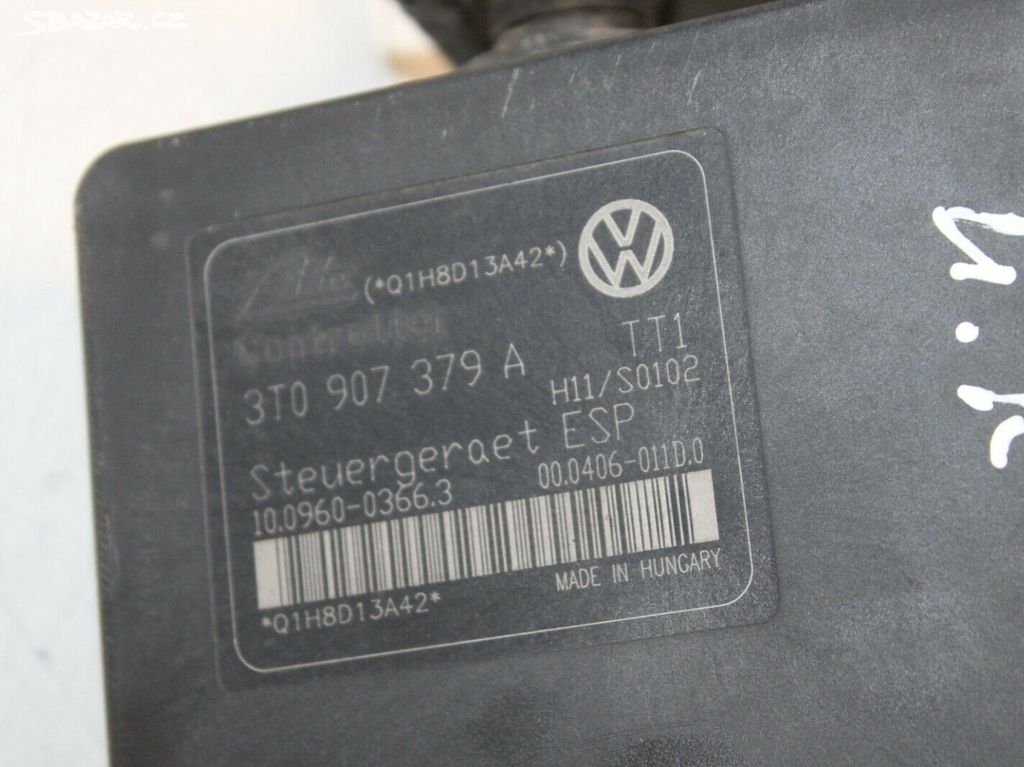 SBAZAR.CZ
Ate (*Q1H8D13A42*)
Controller TT1
3T0 907 379 A H11/S0102
Steuergeraet ESP
10.0960-0366.3 00.0406-011D.0
MADE IN HUNGARY
*Q1H8D13A42*